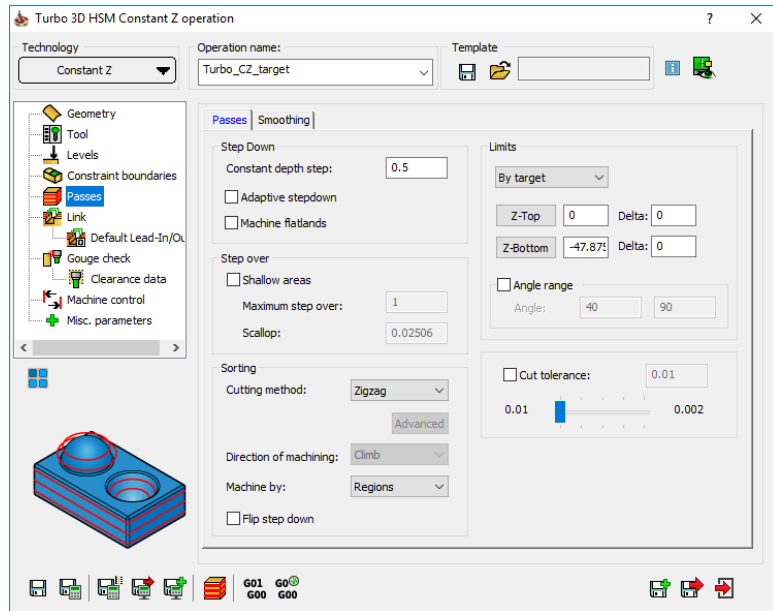 Turbo 3D HSM Constant Z operation
?
Technology
Constant Z
Operation name:
Turbo_CZ_target
Template
Geometry
Tool
Levels
Constraint boundaries
Passes
Link
Default Lead-In/Ou
Gouge check
Clearance data
Machine control
Misc. parameters
Passes
Smoothing
Step Down
Constant depth step:
0.5
Adaptive stepdown
Machine flatlands
Step over
Shallow areas
Maximum step over:
1
Scallop:
0.02506
Sorting
Cutting method:
Zigzag
Advanced
Direction of machining:
Climb
Machine by:
Regions
Flip step down
Limits
By target
Z-Top
0
Delta:
0
Z-Bottom
-47.875
Delta:
0
Angle range
Angle:
40
90
Cut tolerance:
0.01
0.01
0.002
G01
G00
G0
G00